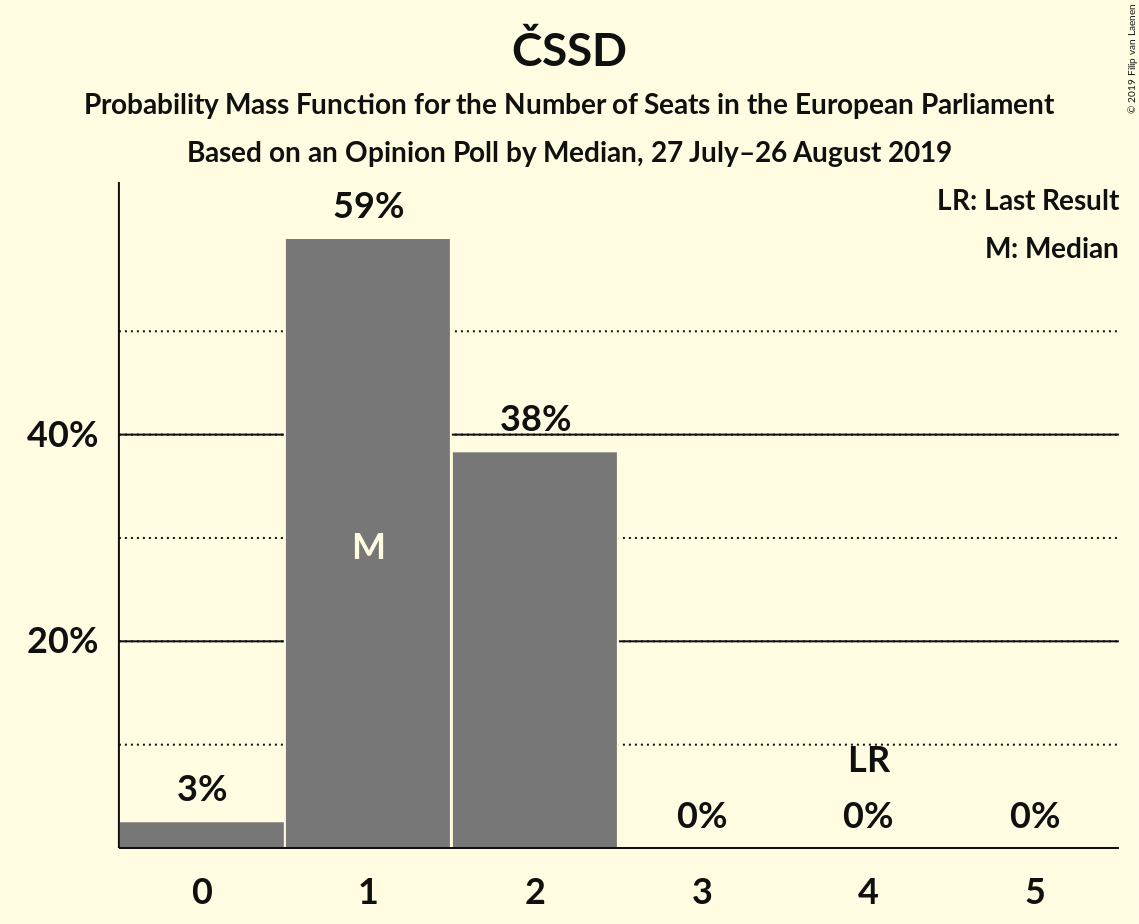 ČSSD
Probability Mass Function for the Number of Seats in the European Parliament
Based on an Opinion Poll by Median, 27 July–26 August 2019
© 2019 Filip van Laenen
LR: Last Result
M: Median
59%
38%
40%
M
20%
LR
3%
0%
0%
0%
0 1 2 3 4 5